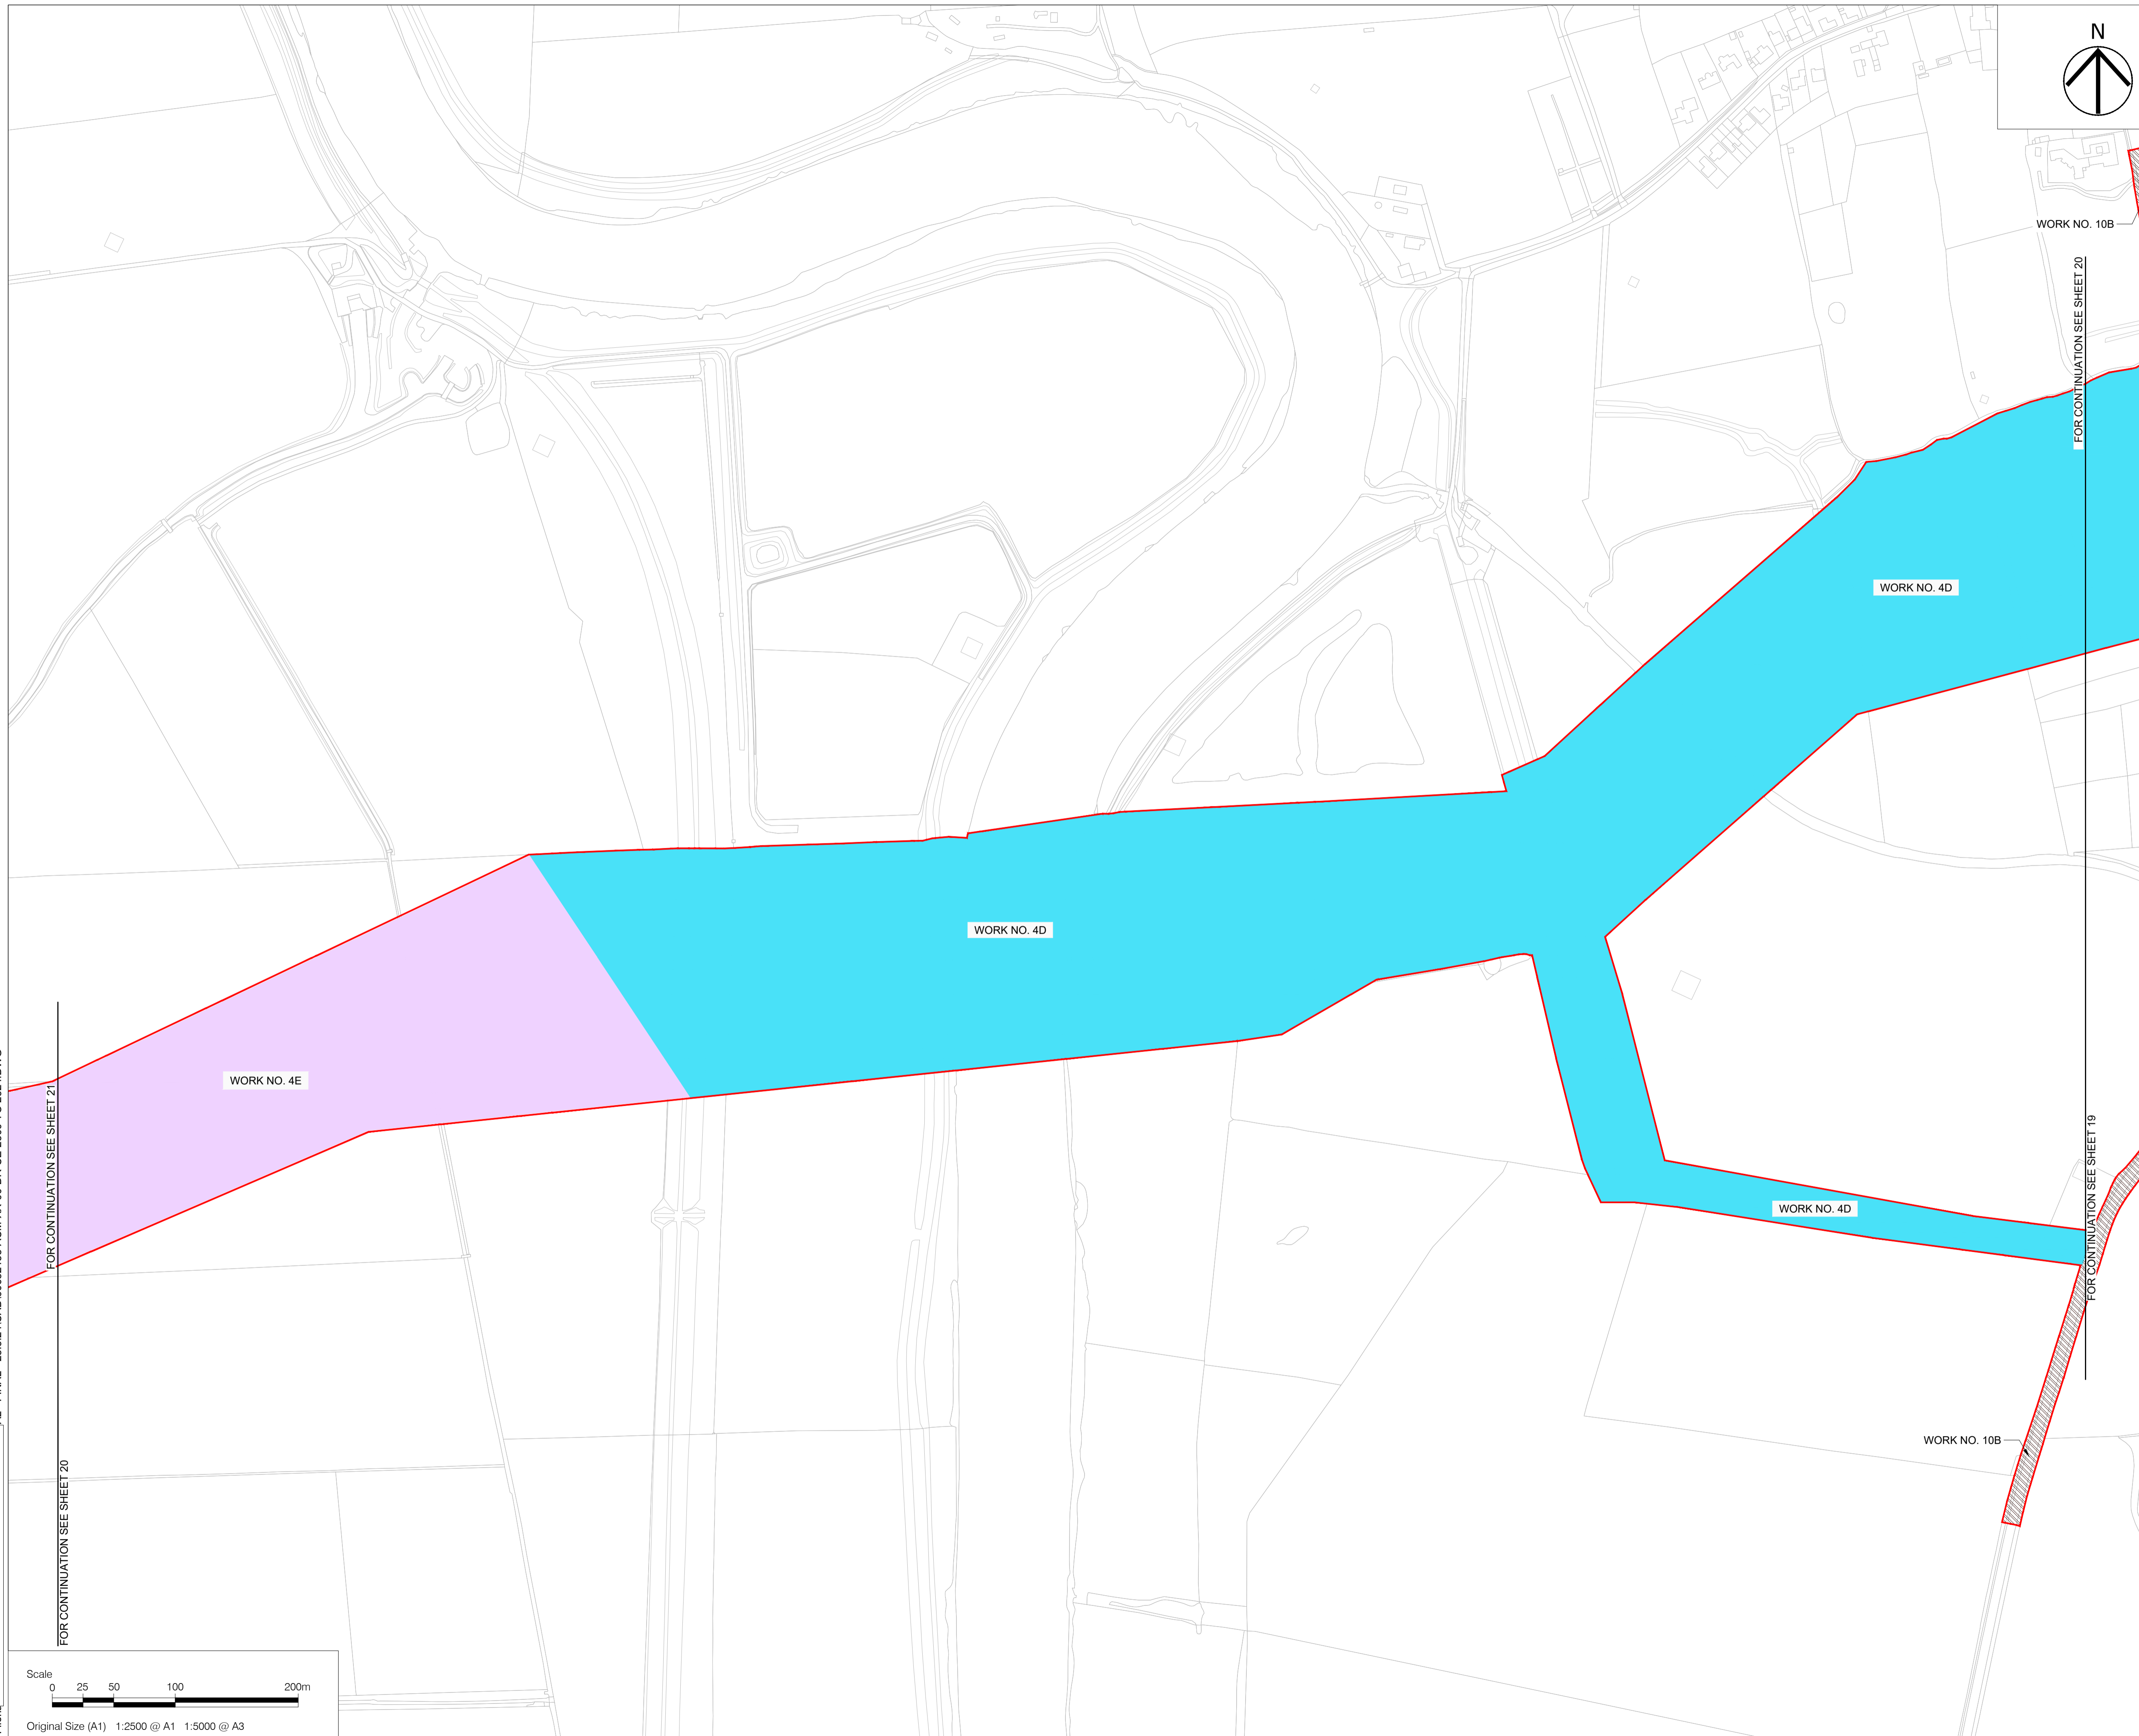 N
WORK NO. 10B
FOR CONTINUATION SEE SHEET 20
WORK NO. 4D
WORK NO. 4D
WORK NO. 4E
FOR CONTINUATION SEE SHEET 21
WORK NO. 4D
FOR CONTINUATION SEE SHEET 19
WORK NO. 10B
FOR CONTINUATION SEE SHEET 20
Scale
0 25 50 100 200m
Original Size (A1) 1:2500 @ A1 1:5000 @ A3